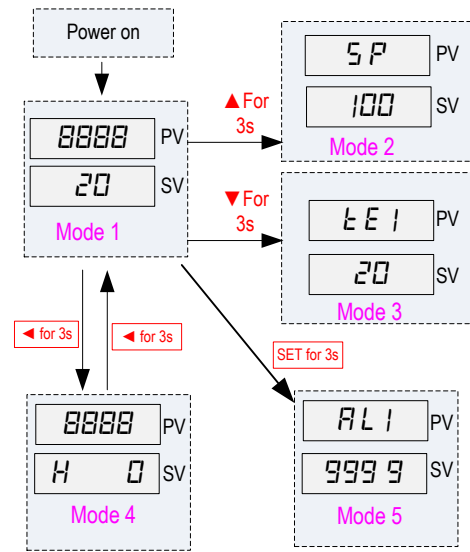 Power on
8888 PV
20 SV
Mode 1
▲For
3s
SP PV
100 SV
Mode 2
▼For
3s
tE1 PV
20 SV
Mode 3
◄ for 3s
◄ for 3s
SET for 3s
8888 PV
H 0 SV
Mode 4
AL1 PV
9999 SV
Mode 5